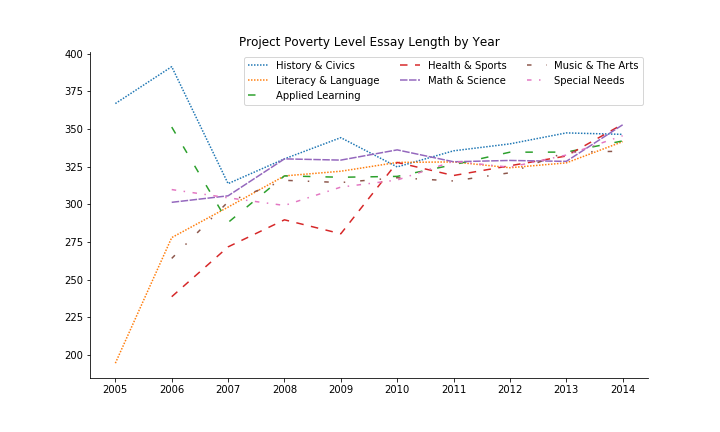 Project Poverty Level Essay Length by Year
History & Civics
Literacy & Language
Applied Learning
Health & Sports
Math & Science
Music & The Arts
Special Needs
400
375
350
325
300
275
250
225
200
2005 2006 2007 2008 2009 2010 2011 2012 2013 2014